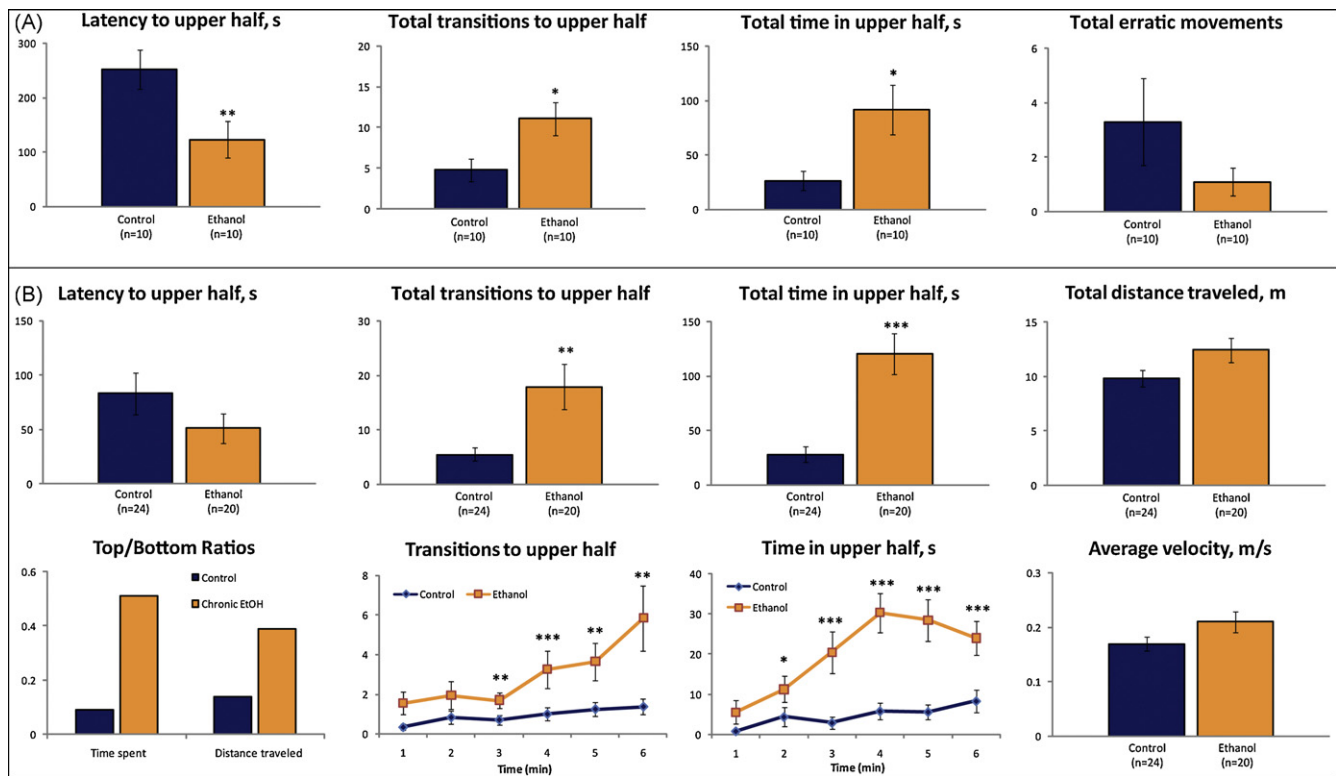 (A)
Latency to upper half, s
300
200
100
0
**
Control
(n=10)
Ethanol
(n=10)
Total transitions to upper half
20
15
10
5
0
*
Control
(n=10)
Ethanol
(n=10)
Total time in upper half, s
150
100
50
0
*
Control
(n=10)
Ethanol
(n=10)
Total erratic movements
6
4
2
0
Control
(n=10)
Ethanol
(n=10)
(B)
Latency to upper half, s
150
100
50
0
Control
(n=24)
Ethanol
(n=20)
Total transitions to upper half
30
20
10
0
**
Control
(n=24)
Ethanol
(n=20)
Total time in upper half, s
150
100
50
0
***
Control
(n=24)
Ethanol
(n=20)
Total distance traveled, m
15
10
5
0
Control
(n=24)
Ethanol
(n=20)
Top/Bottom Ratios
0.6
0.4
0.2
0
Control
Chronic EtOH
Time spent
Distance traveled
Transitions to upper half
8
6
4
2
0
Control
Ethanol
**
***
**
**
1 2 3 4 5 6
Time (min)
Time in upper half, s
40
30
20
10
0
Control
Ethanol
*
***
***
***
***
1 2 3 4 5 6
Time (min)
Average velocity, m/s
0.3
0.2
0.1
0
Control
(n=24)
Ethanol
(n=20)